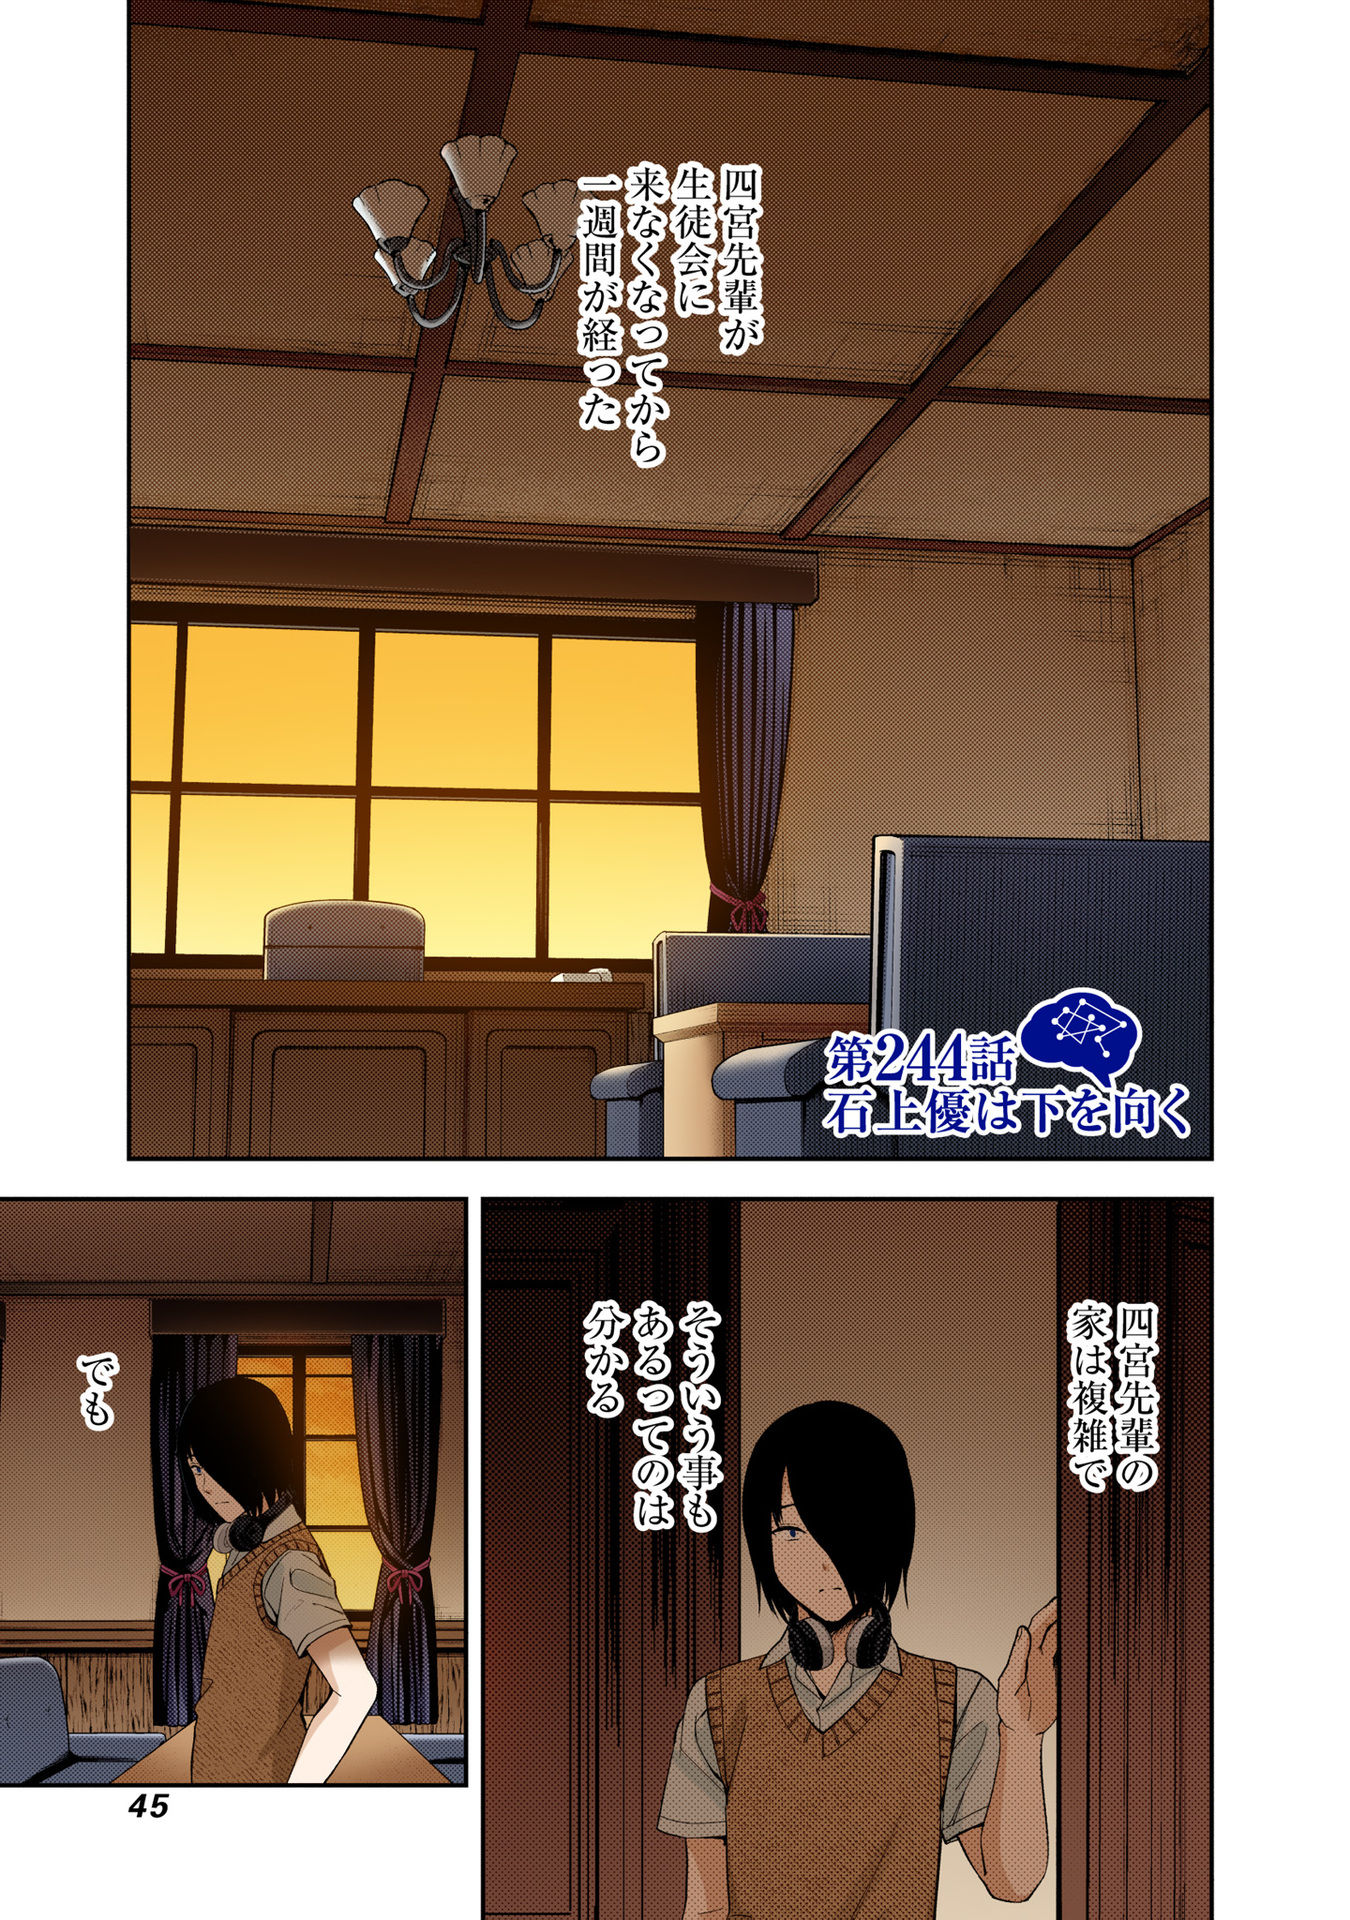 四宮先輩が
生徒会に
来なくなってから
一週間が経った
第244話
石上優は下を向く
四宮先輩の
家は複雑で
そういう事も
あるってのは
分かる
でも
45